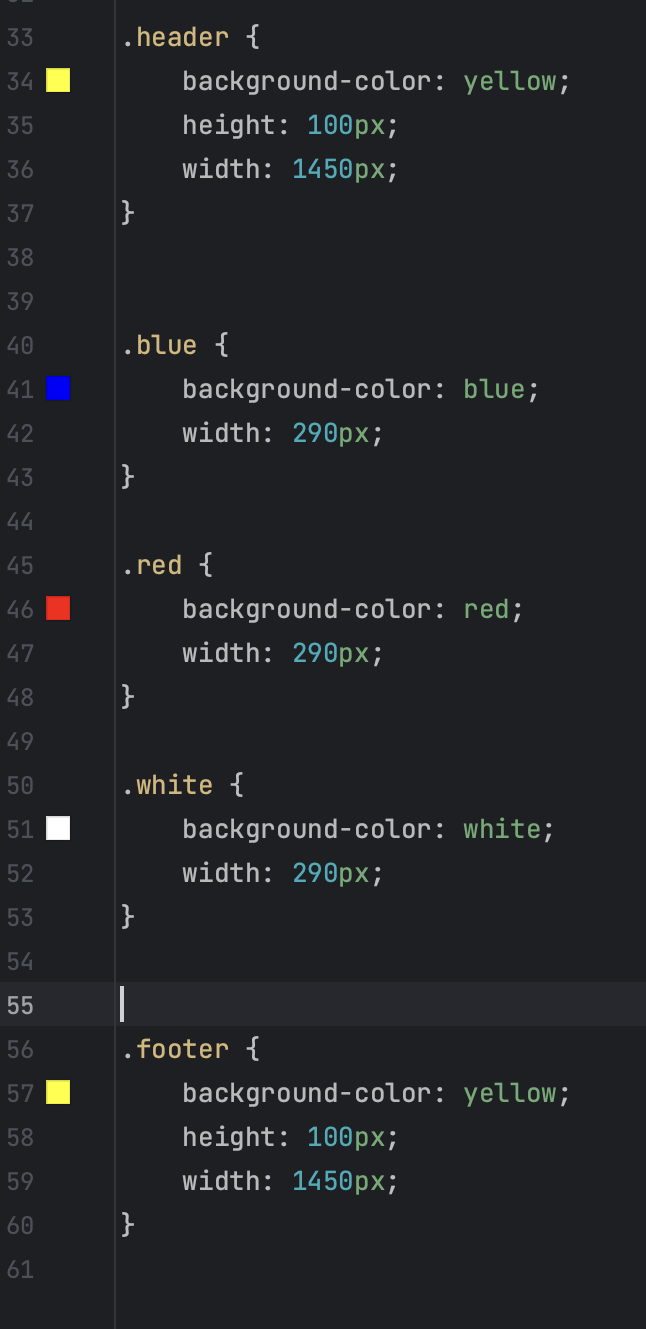 33 .header {
34     background-color: yellow;
35     height: 100px;
36     width: 1450px;
37 }
38
39
40 .blue {
41     background-color: blue;
42     width: 290px;
43 }
44
45 .red {
46     background-color: red;
47     width: 290px;
48 }
49
50 .white {
51     background-color: white;
52     width: 290px;
53 }
54
55
56 .footer {
57     background-color: yellow;
58     height: 100px;
59     width: 1450px;
60 }
61